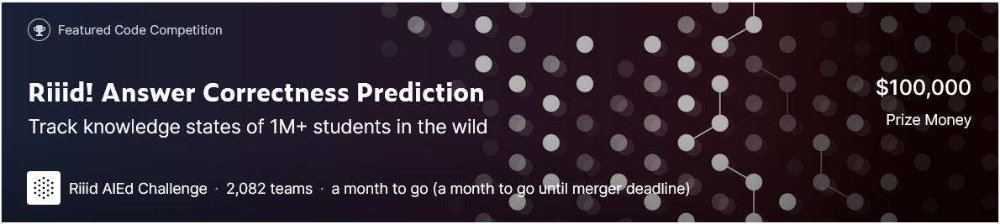 Featured Code Competition
Riiid! Answer Correctness Prediction
$100,000
Track knowledge states of 1M+ students in the wild
Prize Money
Riiid AIEd Challenge · 2,082 teams · a month to go (a month to go until merger deadline)